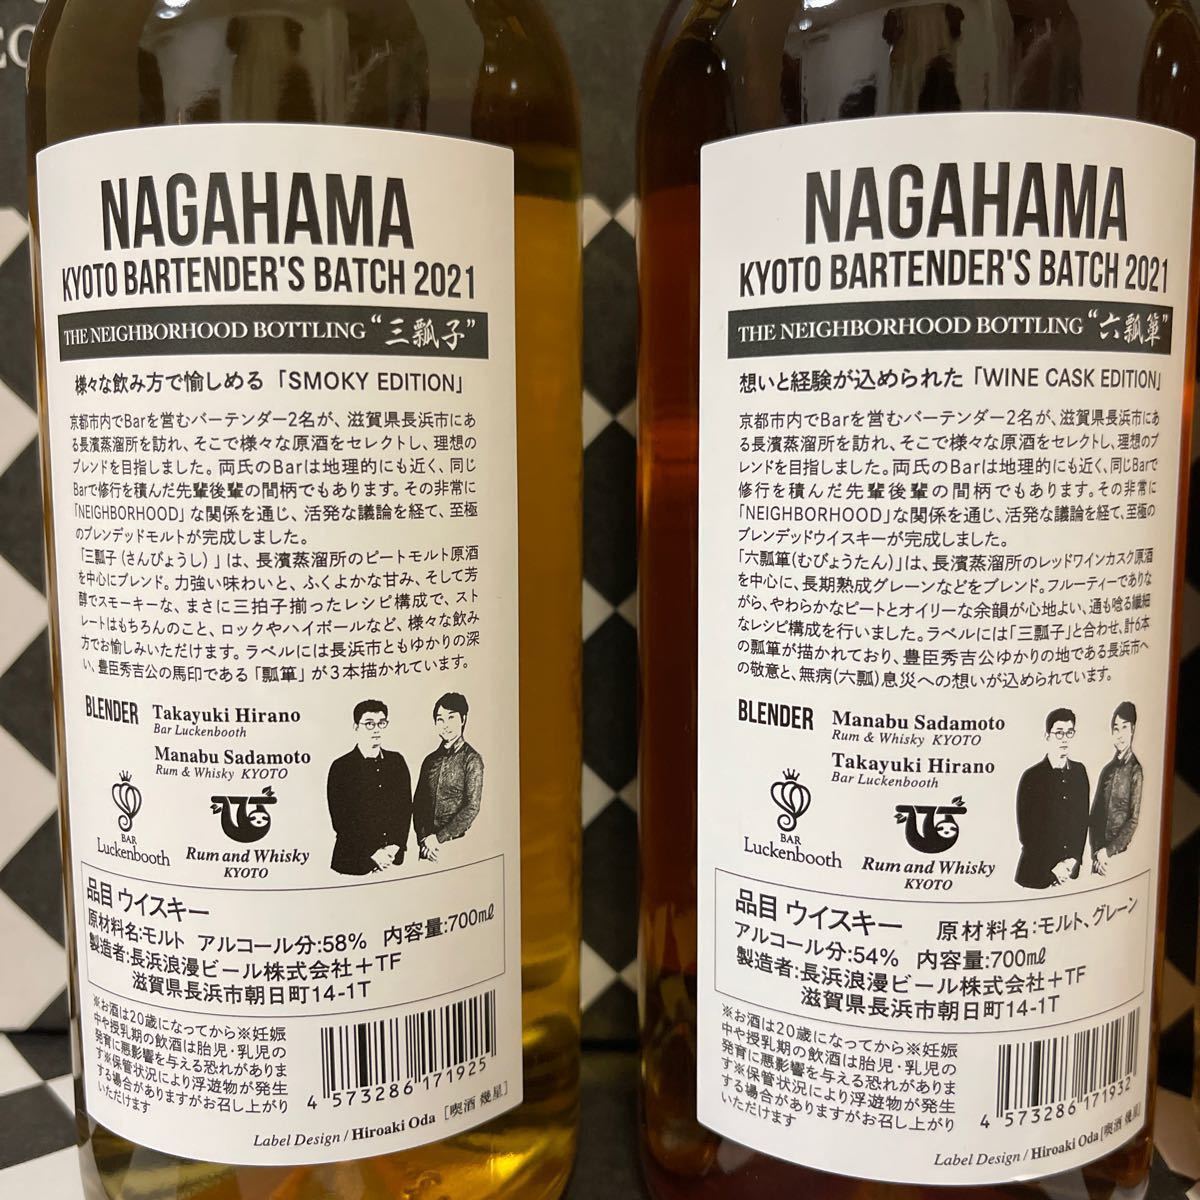 NAGAHAMA
KYOTO BARTENDER'S BATCH 2021
THE NEIGHBORHOOD BOTTLING “三瓢子”
様々な飲み方で愉しめる「SMOKY EDITION」
京都市内でBarを営むバーテンダー2名が、滋賀県長浜市にあ
る長濱蒸溜所を訪れ、そこで様々な原酒をセレクトし、理想の
ブレンドを目指しました。両氏のBarは地理的にも近く、同じ
Barで修行を積んだ先輩後輩の間柄でもあります。その非常に
「NEIGHBORHOOD」な関係を通じ、活発な議論を経て、至極
のブレンデッドモルトが完成しました。
「三瓢子（さんびょうし）」は、長濱蒸溜所のピートモルト原酒
を中心にブレンド。力強い味わいと、ふくよかな甘み、そして芳
醇でスモーキーな、まさに三拍子揃ったレシピ構成で、スト
レートはもちろんのこと、ロックやハイボールなど、様々な飲み
方でお愉しみいただけます。ラベルには長浜市ともゆかりの深
い、豊臣秀吉公の馬印である「瓢箪」が3本描かれています。
BLENDER
Takayuki Hirano
Bar Luckenbooth
Manabu Sadamoto
Rum & Whisky KYOTO
BAR
Luckenbooth
Rum and Whisky
KYOTO
品目 ウイスキー
原材料名:モルト アルコール分:58% 内容量:700mℓ
製造者:長浜浪漫ビール株式会社+TF
滋賀県長浜市朝日町14-1T
※お酒は20歳になってから※妊娠
中や授乳期の飲酒は胎児・乳児の
発育に悪影響を与える恐れがありま
す※保管状況により浮遊物が発生
する場合がありますがお召し上がり
いただけます
4 573286 171925
Label Design / Hiroaki Oda [喫酒 幾星]
NAGAHAMA
KYOTO BARTENDER'S BATCH 2021
THE NEIGHBORHOOD BOTTLING “六瓢箪”
想いと経験が込められた「WINE CASK EDITION」
京都市内でBarを営むバーテンダー2名が、滋賀県長浜市にあ
る長濱蒸溜所を訪れ、そこで様々な原酒をセレクトし、理想のブ
レンドを目指しました。両氏のBarは地理的にも近く、同じBarで
修行を積んだ先輩後輩の間柄でもあります。その非常に
「NEIGHBORHOOD」な関係を通じ、活発な議論を経て、至極の
ブレンデッドウイスキーが完成しました。
「六瓢箪(むびょうたん)」は、長濱蒸溜所のレッドワインカスク原酒
を中心に、長期熟成グレーンなどをブレンド。フルーティーでありな
がら、やわらかなピートとオイリーな余韻が心地よい、通も唸る繊細
なレシピ構成を行いました。ラベルには「三瓢子」と合わせ、計6本
の瓢箪が描かれており、豊臣秀吉公ゆかりの地である長浜市へ
の敬意と、無病(六瓢)息災への想いが込められています。
BLENDER
Manabu Sadamoto
Rum & Whisky KYOTO
Takayuki Hirano
Bar Luckenbooth
BAR
Luckenbooth
Rum and Whisky
KYOTO
品目 ウイスキー 原材料名:モルト、グレーン
アルコール分:54% 内容量:700mℓ
製造者:長浜浪漫ビール株式会社+TF
滋賀県長浜市朝日町14-1T
※お酒は20歳になってから※妊娠
中や授乳期の飲酒は胎児・乳児の
発育に悪影響を与える恐れがありま
す※保管状況により浮遊物が発生
する場合がありますがお召し上がり
いただけます
4 573286 171932
Label Design / Hiroaki Oda [喫酒 幾星]